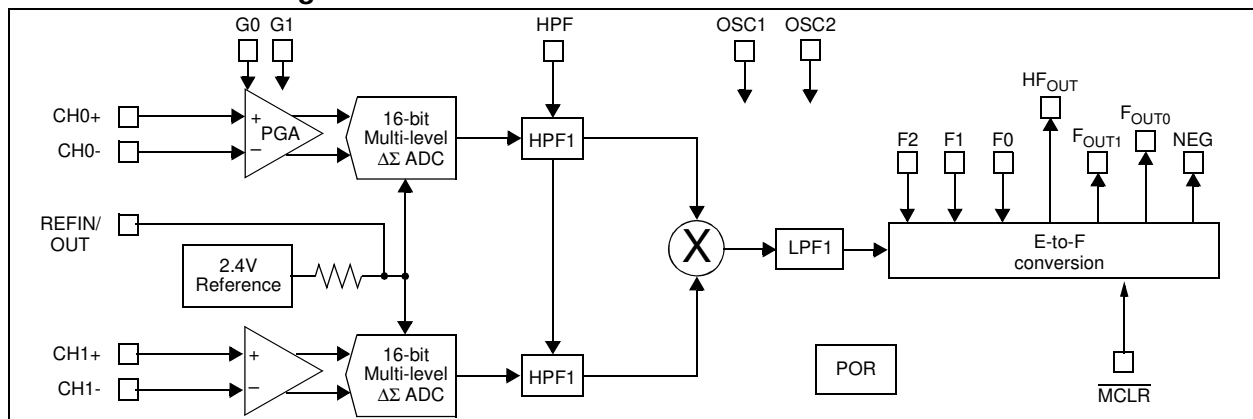 G0 G1
HPF
OSC1 OSC2
HFOUT
FOUT0
CH0+
+
PGA
16-bit
Multi-level
ΔΣ ADC
HPF1
F2 F1 F0
FOUT1
NEG
CH0-
–
REFIN/
OUT
2.4V
Reference
X
LPF1
E-to-F
conversion
CH1+
+
16-bit
Multi-level
ΔΣ ADC
HPF1
POR
CH1-
–
MCLR